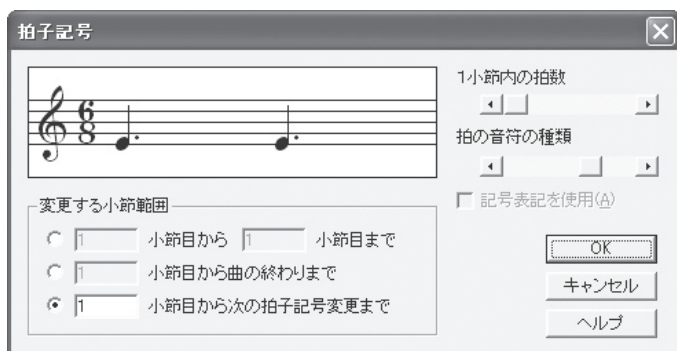 拍子記号
6
8
1小節内の拍数
拍の音符の種類
記号表記を使用(A)
変更する小節範囲
1 小節目から 1 小節目まで
1 小節目から曲の終わりまで
1 小節目から次の拍子記号変更まで
OK
キャンセル
ヘルプ